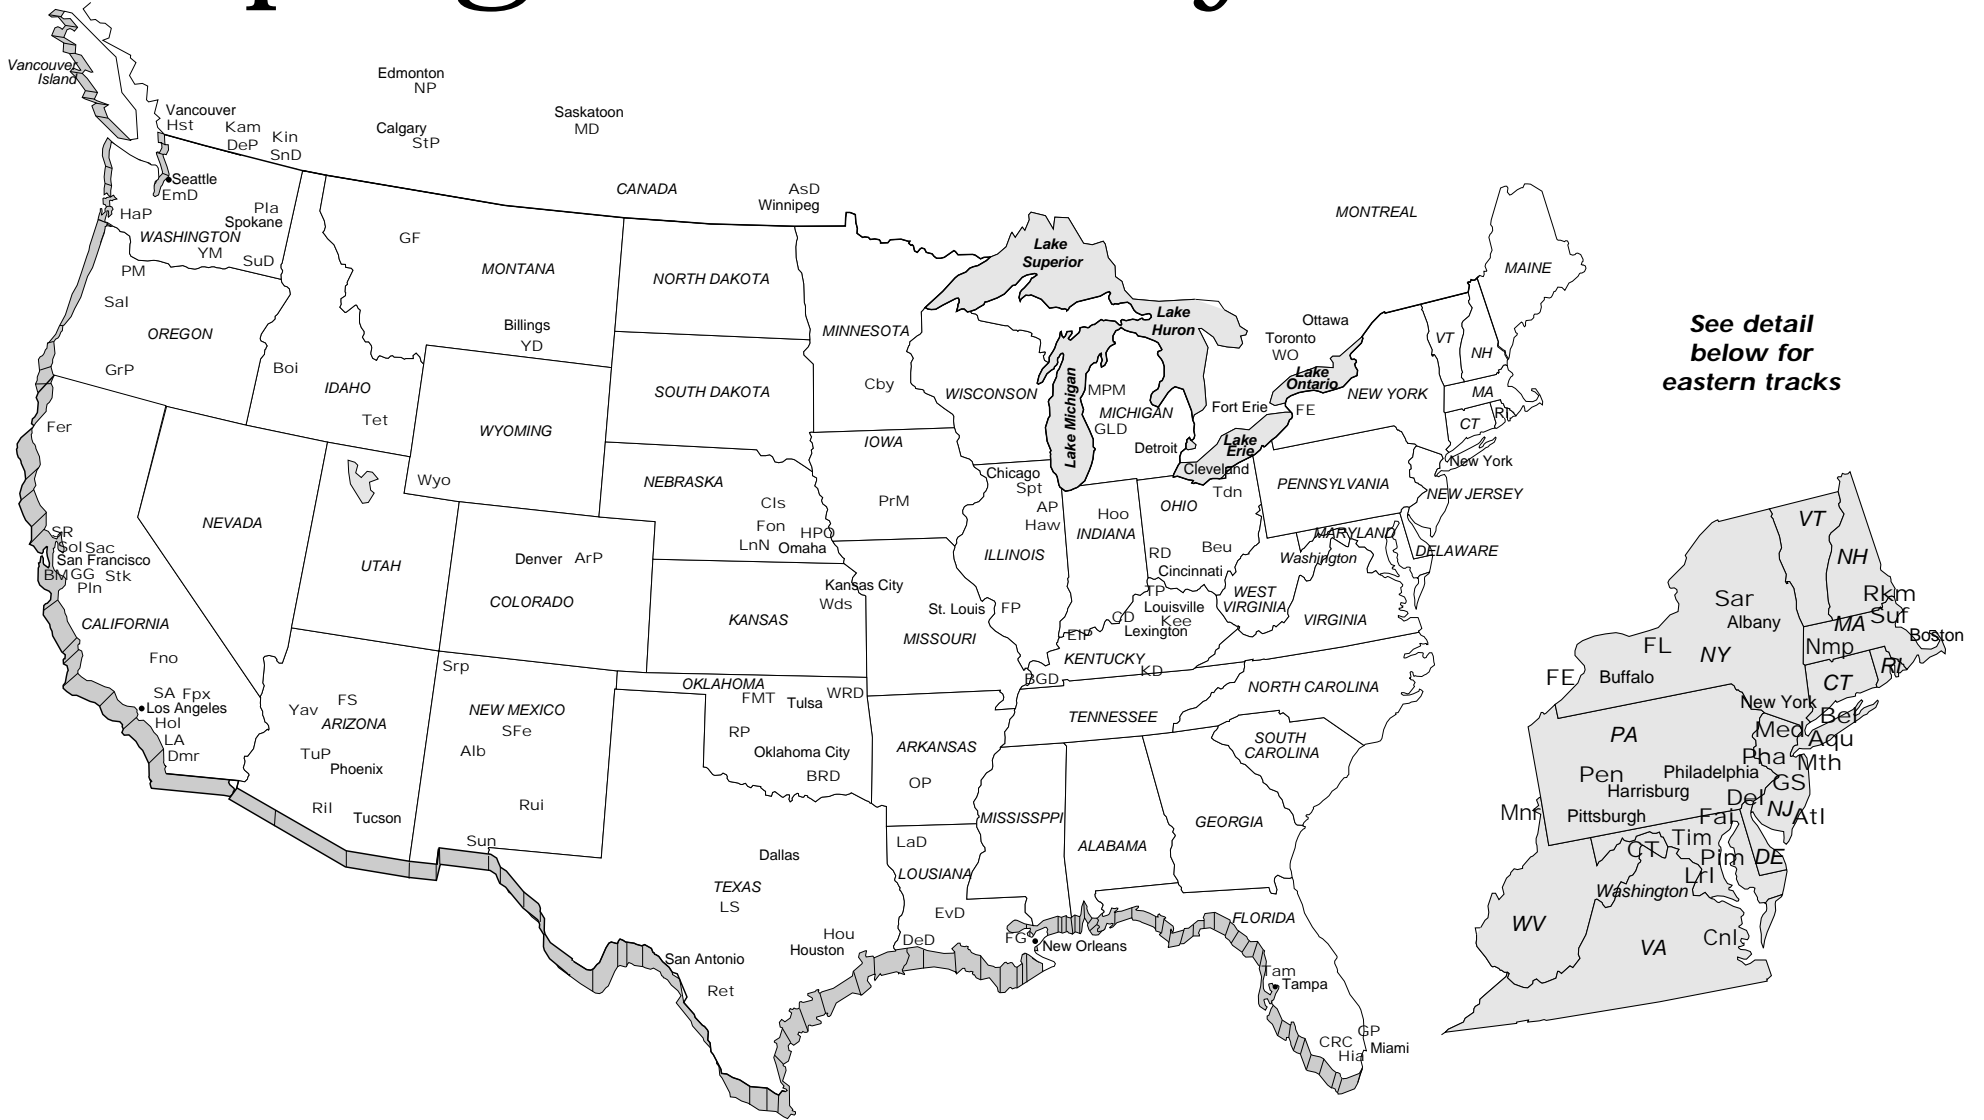 Vancouver
Island
Edmonton
NP
Saskatoon
MD
Vancouver
Hst
Kam
DeP
Kin
SnD
Calgary
StP
CANADA
AsD
Winnipeg
MONTREAL
Seattle
EmD
HaP
Pla
Spokane
WASHINGTON
YM
SuD
PM
Sal
OREGON
GrP
GF
MONTANA
Billings
YD
Boi
IDAHO
Tet
NORTH DAKOTA
SOUTH DAKOTA
MINNESOTA
Cby
Lake
Superior
Lake
Huron
Lake Michigan
WISCONSON
MPM
MICHIGAN
GLD
Detroit
Ottawa
Toronto
WO
Lake
Ontario
Fort Erie
FE
Lake
Erie
Cleveland
NEW YORK
MAINE
VT
NH
MA
CT
RI
New York
See detail
below for
eastern tracks
Fer
WYOMING
Wyo
NEBRASKA
Cls
Fon
HPO
LnN
Omaha
IOWA
PrM
Chicago
Spt
AP
Haw
ILLINOIS
Hoo
INDIANA
OHIO
Tdn
Beu
RD
Cincinnati
PENNSYLVANIA
NEW JERSEY
MARYLAND
DELAWARE
Washington
WEST
VIRGINIA
VIRGINIA
SR
Sol
Sac
San Francisco
BM
GG
Stk
Pln
CALIFORNIA
Fno
NEVADA
UTAH
Denver
ArP
COLORADO
KANSAS
Kansas City
Wds
St. Louis
FP
MISSOURI
TP
Louisville
CD
Kee
Lexington
ElP
KENTUCKY
KD
BGD
SA
Fpx
Los Angeles
Hol
LA
Dmr
Yav
FS
ARIZONA
TuP
Phoenix
Ril
Tucson
Srp
NEW MEXICO
SFe
Alb
Rui
Sun
OKLAHOMA
FMT
Tulsa
WRD
RP
Oklahoma City
BRD
ARKANSAS
OP
TENNESSEE
NORTH CAROLINA
SOUTH
CAROLINA
MISSISSPPI
ALABAMA
GEORGIA
Dallas
TEXAS
LS
Hou
Houston
San Antonio
Ret
LaD
LOUSIANA
EvD
DeD
FG
New Orleans
FLORIDA
Tam
Tampa
GP
CRC
Miami
Hia
VT
NH
Sar
Rkm
Suf
Albany
MA
Boston
FL
NY
Nmp
RI
FE
Buffalo
CT
New York
Bel
Med
Aqu
PA
Pha
Mth
Pen
Philadelphia
GS
Harrisburg
Del
NJ
Atl
Mnr
Pittsburgh
Fai
Tim
CT
Pim
DE
Lrl
Washington
WV
Cnl
VA